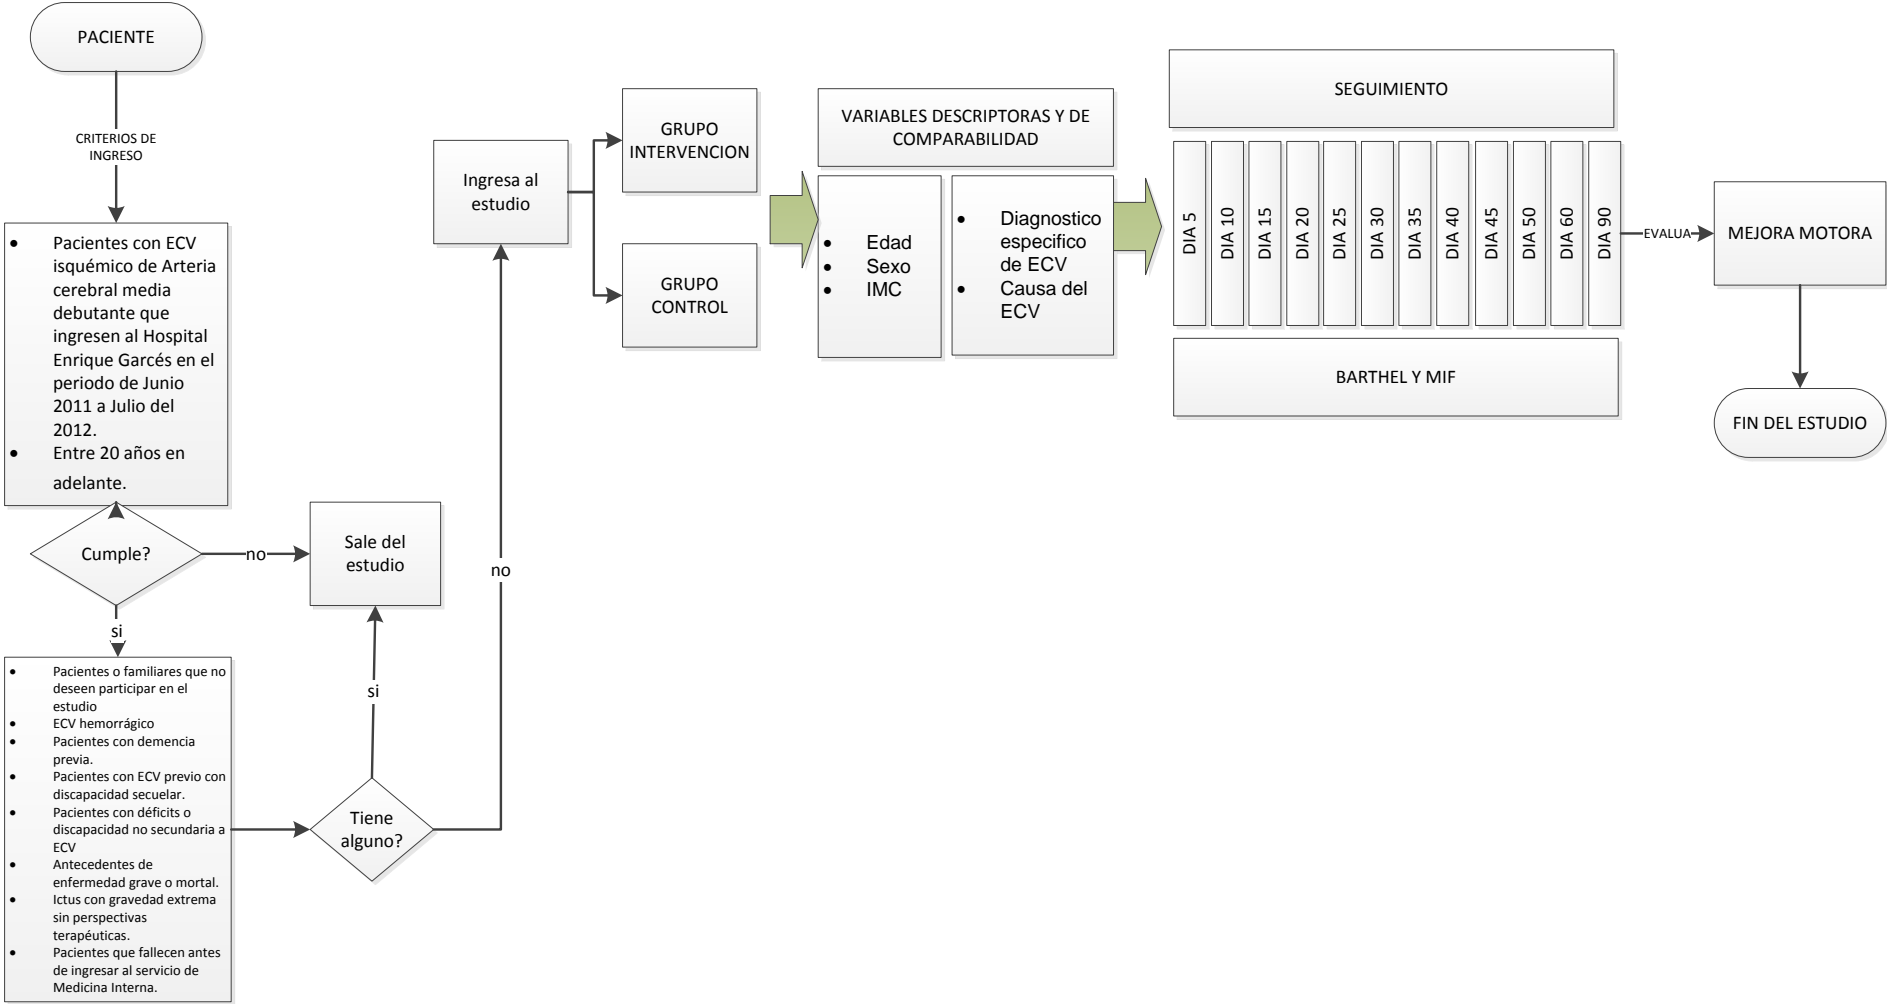 PACIENTE
CRITERIOS DE
INGRESO
• Pacientes con ECV
isquémico de Arteria
cerebral media
debutante que
ingresen al Hospital
Enrique Garcés en el
periodo de Junio
2011 a Julio del
2012.
• Entre 20 años en
adelante.
Cumple?
no
Sale del
estudio
si
• Pacientes o familiares que no
deseen participar en el
estudio
• ECV hemorrágico
• Pacientes con demencia
previa.
• Pacientes con ECV previo con
discapacidad secuelar.
• Pacientes con déficits o
discapacidad no secundaria a
ECV
• Antecedentes de
enfermedad grave o mortal.
• Ictus con gravedad extrema
sin perspectivas
terapéuticas.
• Pacientes que fallecen antes
de ingresar al servicio de
Medicina Interna.
Tiene
alguno?
si
no
Ingresa al
estudio
GRUPO
INTERVENCION
GRUPO
CONTROL
VARIABLES DESCRIPTORAS Y DE
COMPARABILIDAD
• Edad
• Sexo
• IMC
• Diagnostico
especifico
de ECV
• Causa del
ECV
SEGUIMIENTO
DIA 5
DIA 10
DIA 15
DIA 20
DIA 25
DIA 30
DIA 35
DIA 40
DIA 45
DIA 50
DIA 60
DIA 90
BARTHEL Y MIF
EVALUA
MEJORA MOTORA
FIN DEL ESTUDIO